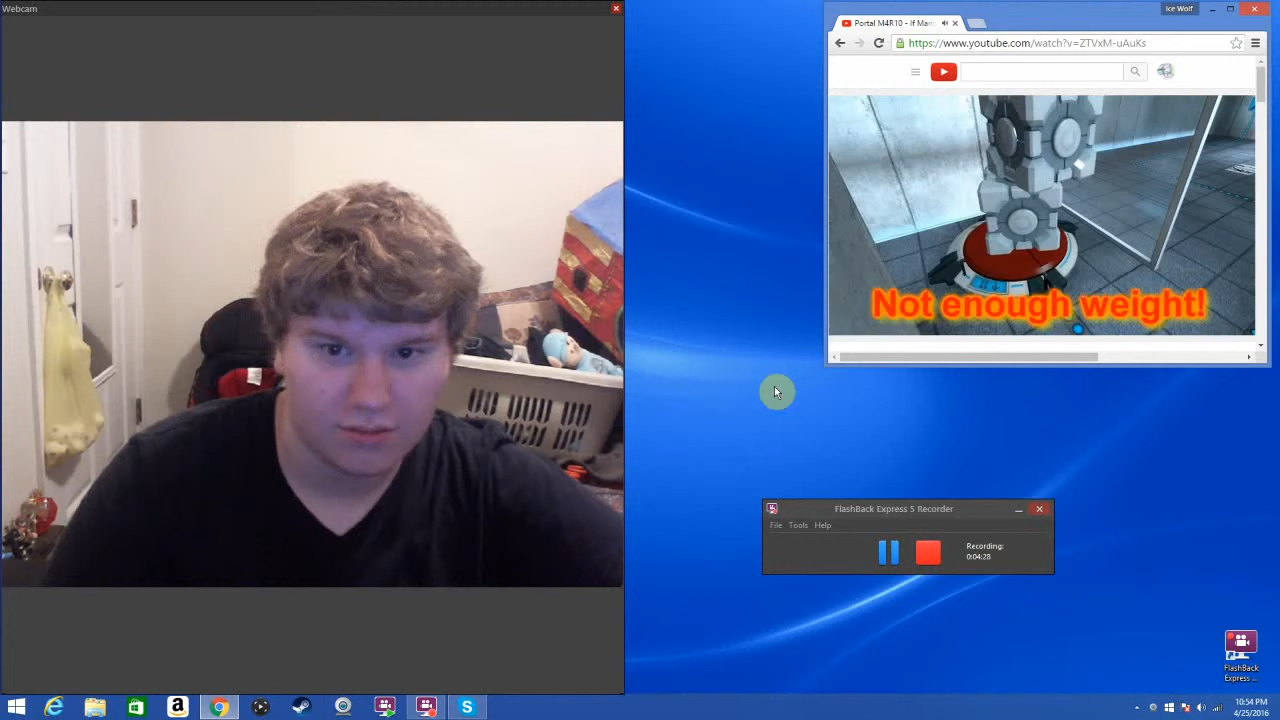 Webcam
Ice Wolf
Portal M4R10 - If Mari
https://www.youtube.com/watch?v=ZTVxM-uAuKs
Not enough weight!
FlashBack Express 5 Recorder
File Tools Help
Recording:
0:04:28
FlashBack
Express ...
10:54 PM
4/25/2016